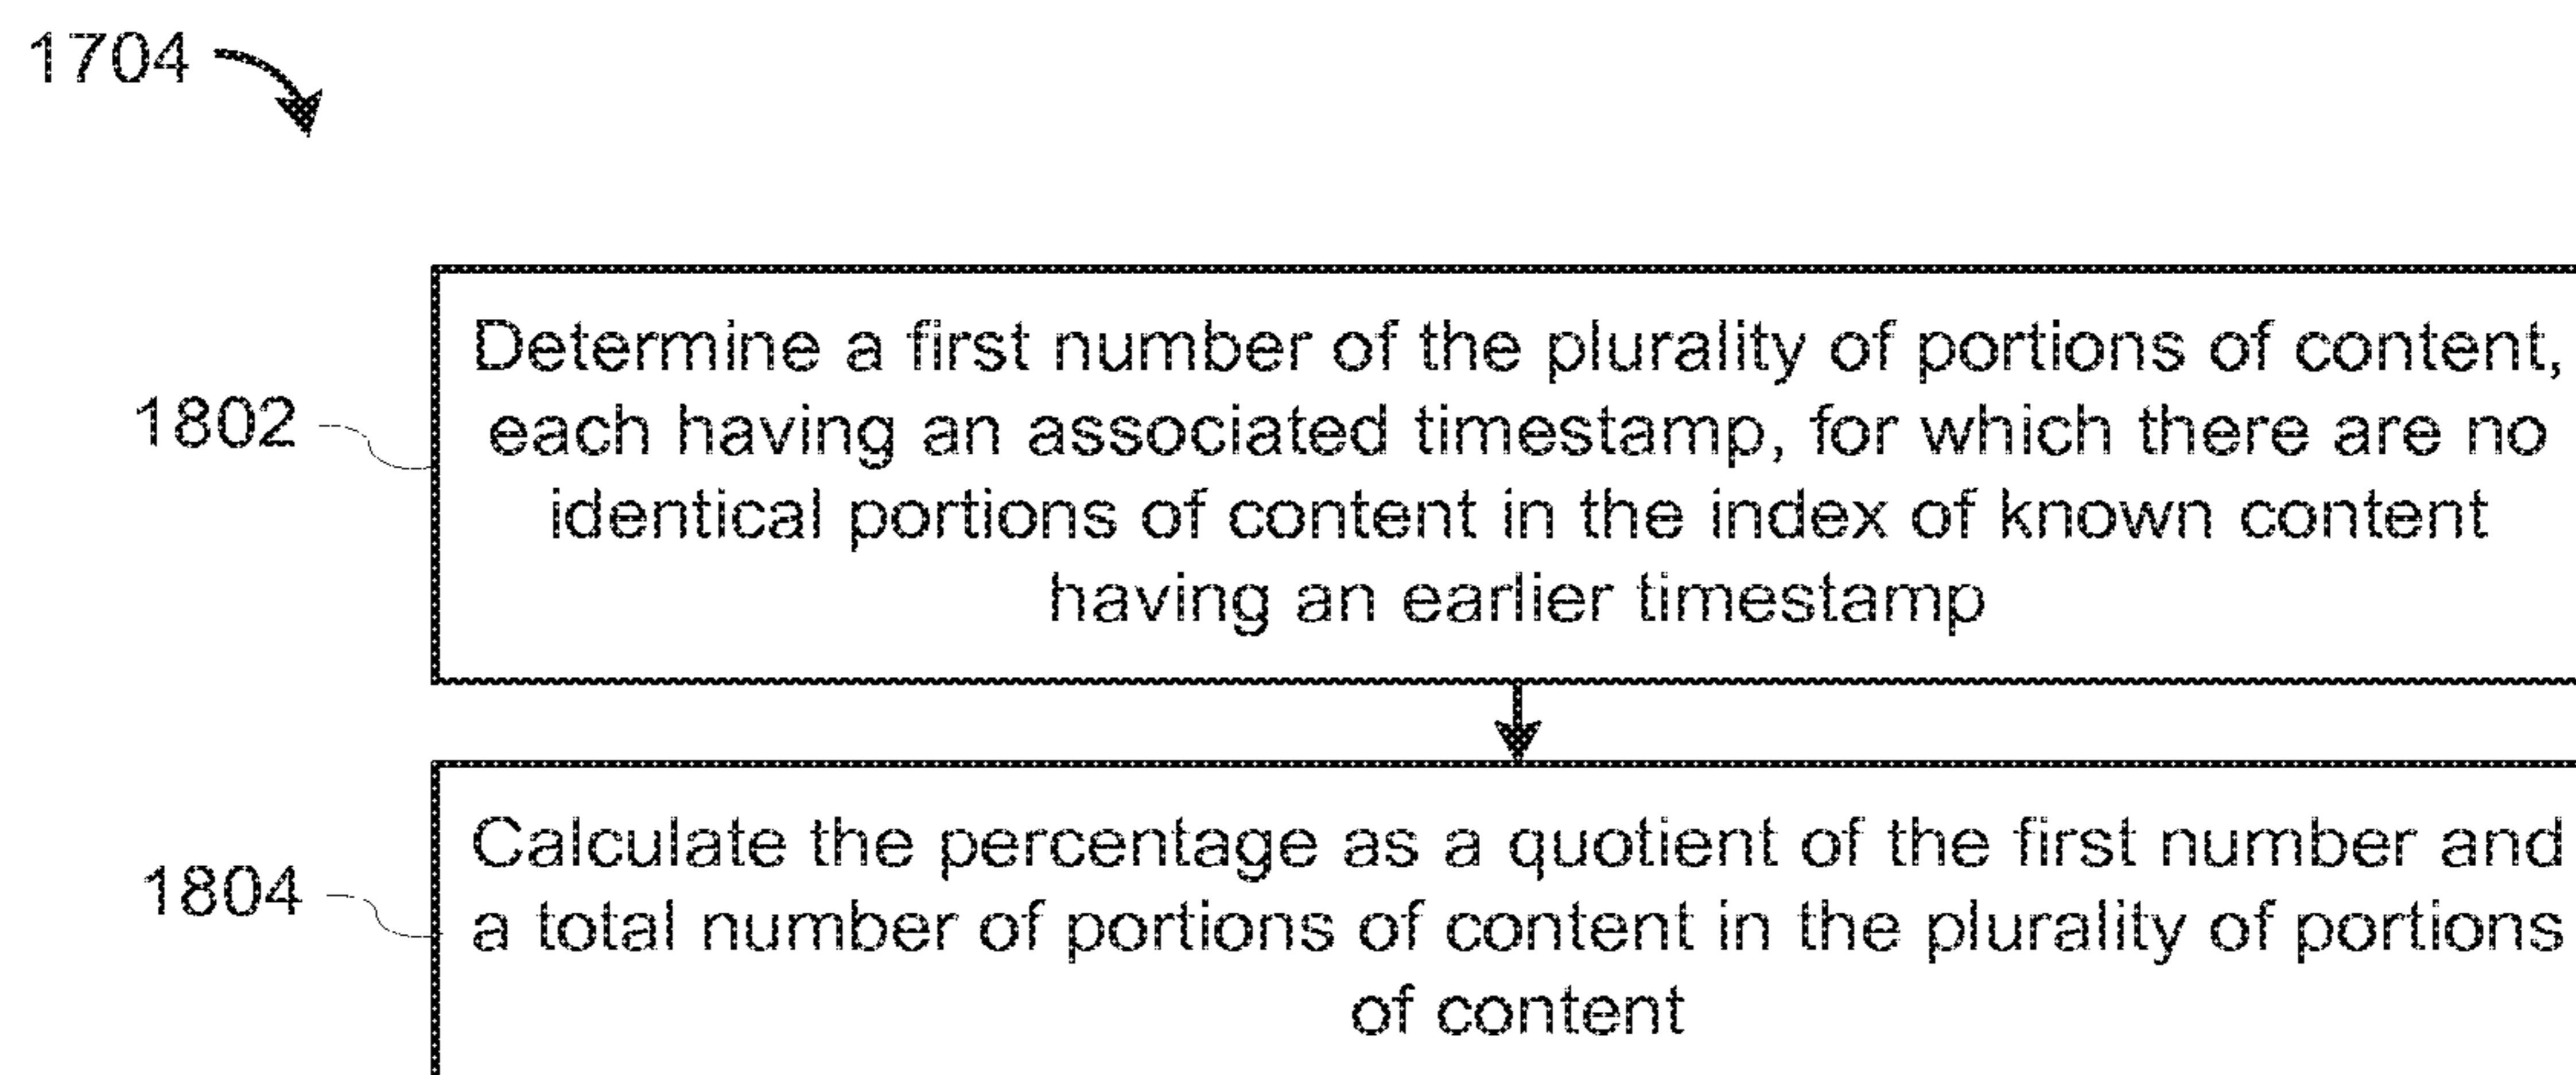 1704
1802
Determine a first number of the plurality of portions of content,
each having an associated timestamp, for which there are no
identical portions of content in the index of known content
having an earlier timestamp
1804
Calculate the percentage as a quotient of the first number and
a total number of portions of content in the plurality of portions
of content